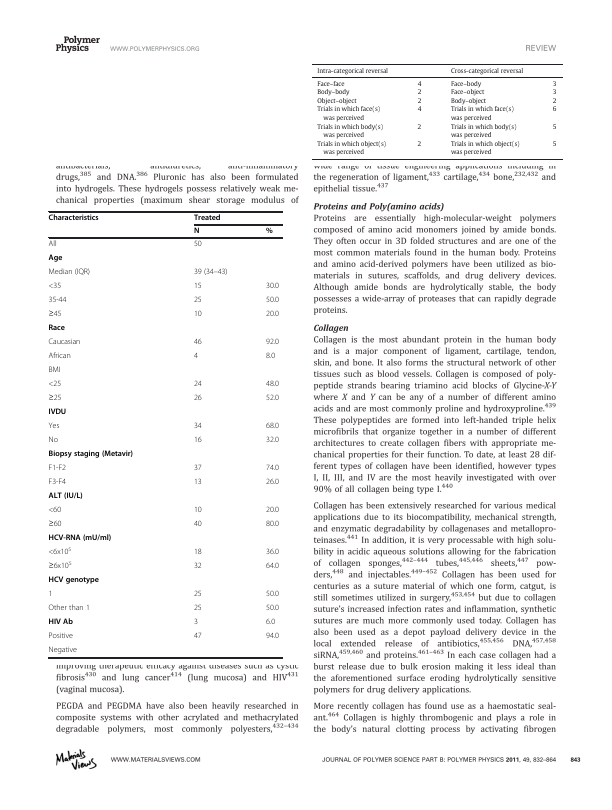 Polymer
Physics
WWW.POLYMERPHYSICS.ORG
REVIEW
antibacterials, antidiuretics, anti-inflammatory
drugs,385 and DNA.386 Pluronic has also been formulated
into hydrogels. These hydrogels possess relatively weak me-
chanical properties (maximum shear storage modulus of
Characteristics Treated
N %
All 50
Age
Median (IQR) 39 (34–43)
<35 15 30.0
35-44 25 50.0
≥45 10 20.0
Race
Caucasian 46 92.0
African 4 8.0
BMI
<25 24 48.0
≥25 26 52.0
IVDU
Yes 34 68.0
No 16 32.0
Biopsy staging (Metavir)
F1-F2 37 74.0
F3-F4 13 26.0
ALT (IU/L)
<60 10 20.0
≥60 40 80.0
HCV-RNA (mU/ml)
<6x10⁵ 18 36.0
≥6x10⁵ 32 64.0
HCV genotype
1 25 50.0
Other than 1 25 50.0
HIV Ab 3 6.0
Positive 47 94.0
Negative
improving therapeutic efficacy against diseases such as cystic
fibrosis430 and lung cancer414 (lung mucosa) and HIV431
(vaginal mucosa).
PEGDA and PEGDMA have also been heavily researched in
composite systems with other acrylated and methacrylated
degradable polymers, most commonly polyesters,432–434
Intra-categorical reversal Cross-categorical reversal
Face–face 4 Face–body 3
Body–body 2 Face–object 3
Object–object 2 Body–object 2
Trials in which face(s) 4 Trials in which face(s) 6
was perceived was perceived
Trials in which body(s) 2 Trials in which body(s) 5
was perceived was perceived
Trials in which object(s) 2 Trials in which object(s) 5
was perceived was perceived
wide range of tissue engineering applications including in
the regeneration of ligament,433 cartilage,434 bone,232,432 and
epithelial tissue.437
Proteins and Poly(amino acids)
Proteins are essentially high-molecular-weight polymers
composed of amino acid monomers joined by amide bonds.
They often occur in 3D folded structures and are one of the
most common materials found in the human body. Proteins
and amino acid-derived polymers have been utilized as bio-
materials in sutures, scaffolds, and drug delivery devices.
Although amide bonds are hydrolytically stable, the body
possesses a wide-array of proteases that can rapidly degrade
proteins.
Collagen
Collagen is the most abundant protein in the human body
and is a major component of ligament, cartilage, tendon,
skin, and bone. It also forms the structural network of other
tissues such as blood vessels. Collagen is composed of poly-
peptide strands bearing triamino acid blocks of Glycine-X-Y
where X and Y can be any of a number of different amino
acids and are most commonly proline and hydroxyproline.439
These polypeptides are formed into left-handed triple helix
microfibrils that organize together in a number of different
architectures to create collagen fibers with appropriate me-
chanical properties for their function. To date, at least 28 dif-
ferent types of collagen have been identified, however types
I, II, III, and IV are the most heavily investigated with over
90% of all collagen being type I.440
Collagen has been extensively researched for various medical
applications due to its biocompatibility, mechanical strength,
and enzymatic degradability by collagenases and metallopro-
teinases.441 In addition, it is very processable with high solu-
bility in acidic aqueous solutions allowing for the fabrication
of collagen sponges,442–444 tubes,445,446 sheets,447 pow-
ders,448 and injectables.449–452 Collagen has been used for
centuries as a suture material of which one form, catgut, is
still sometimes utilized in surgery,453,454 but due to collagen
suture's increased infection rates and inflammation, synthetic
sutures are much more commonly used today. Collagen has
also been used as a depot payload delivery device in the
local extended release of antibiotics,455,456 DNA,457,458
siRNA,459,460 and proteins.461–463 In each case collagen had a
burst release due to bulk erosion making it less ideal than
the aforementioned surface eroding hydrolytically sensitive
polymers for drug delivery applications.
More recently collagen has found use as a haemostatic seal-
ant.464 Collagen is highly thrombogenic and plays a role in
the body's natural clotting process by activating fibrogen
Materials
Views
WWW.MATERIALSVIEWS.COM
JOURNAL OF POLYMER SCIENCE PART B: POLYMER PHYSICS 2011, 49, 832–864 843